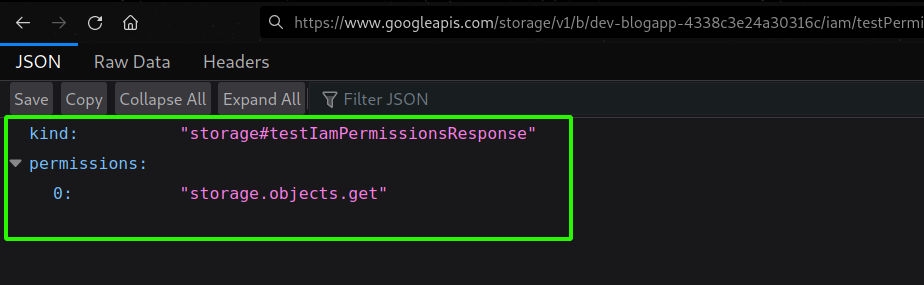 https://www.googleapis.com/storage/v1/b/dev-blogapp-4338c3e24a30316c/iam/testPermi
JSON Raw Data Headers
Save Copy Collapse All Expand All Filter JSON
kind: "storage#testIamPermissionsResponse"
permissions:
0: "storage.objects.get"